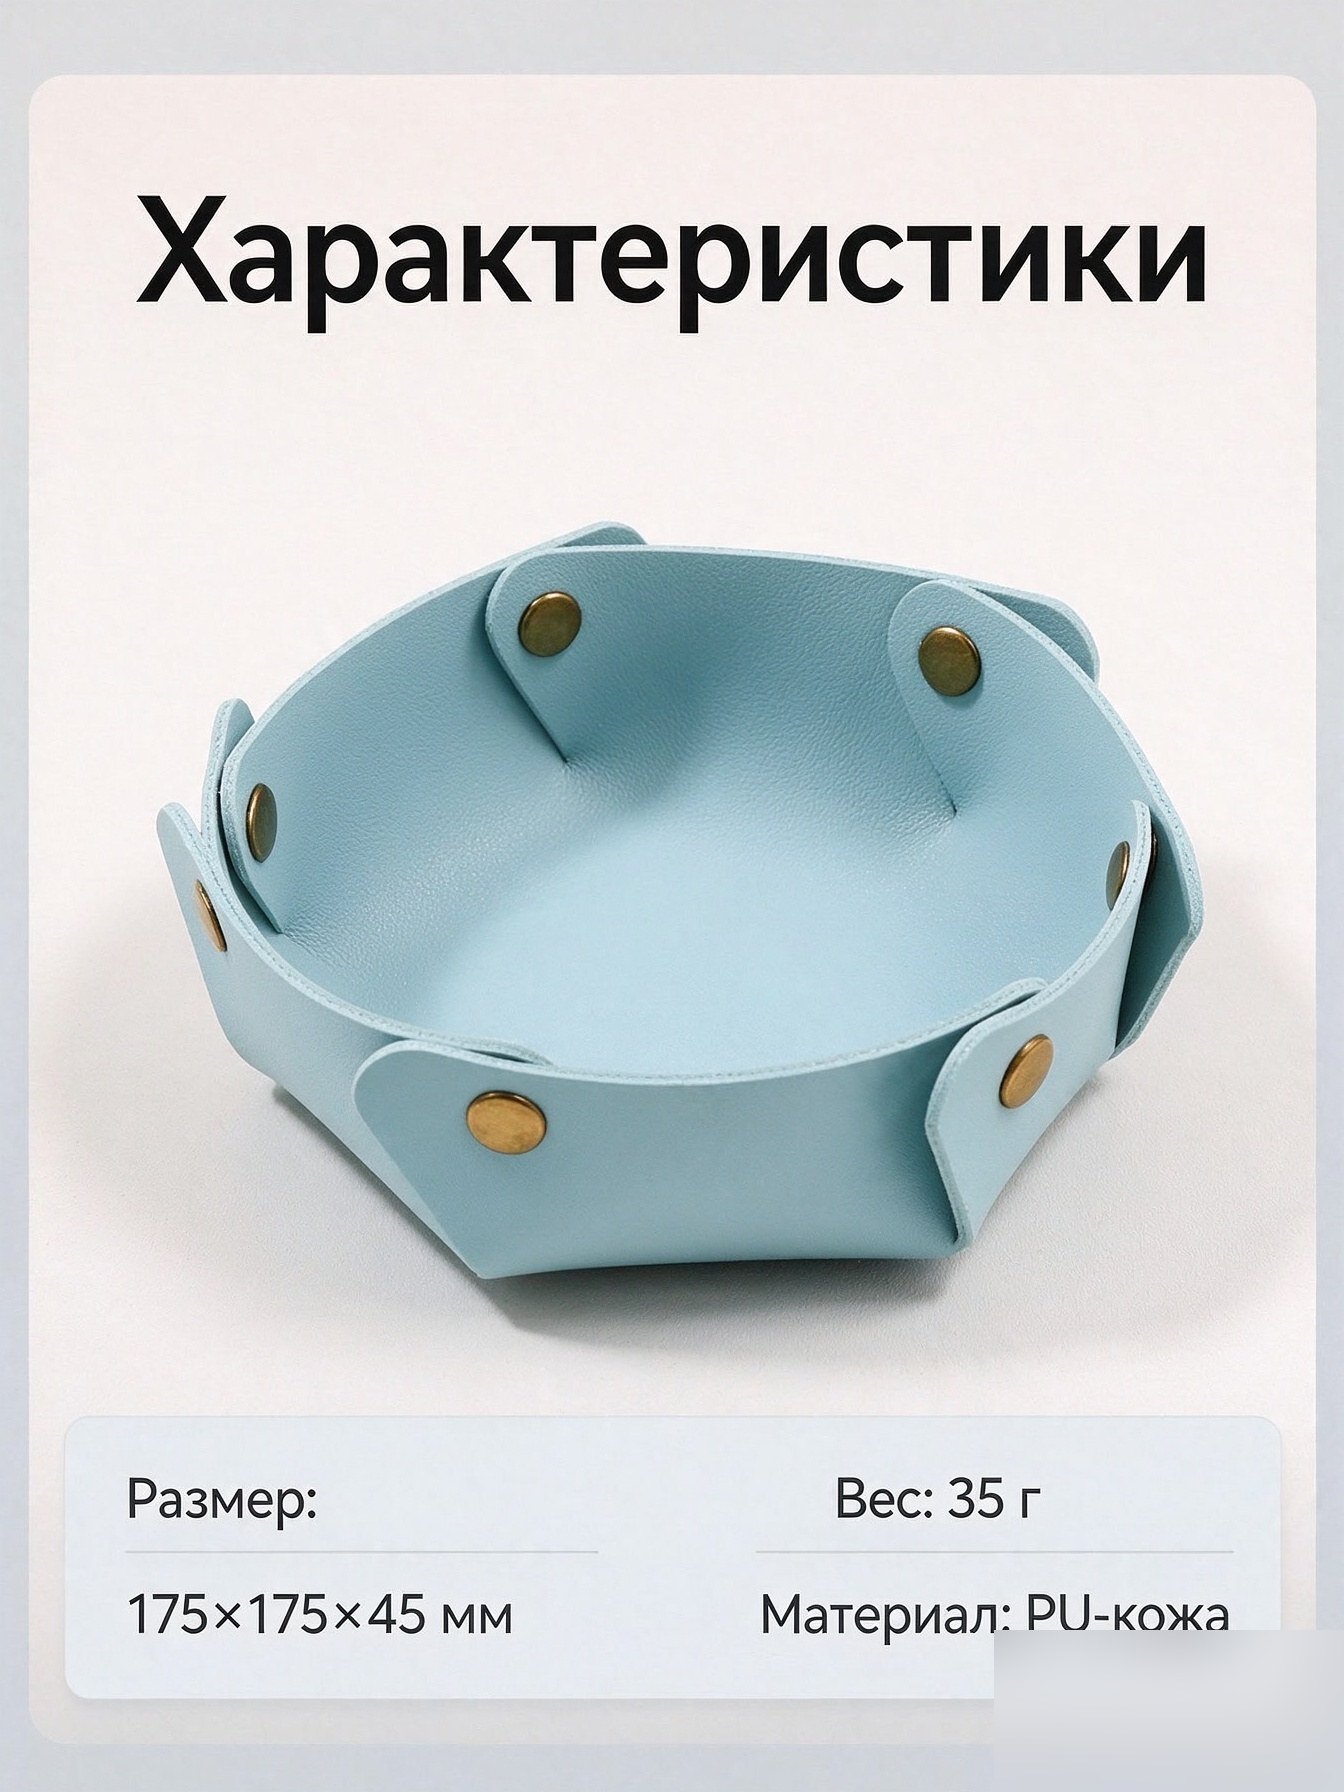 Характеристики
Размер:
175×175×45 мм
Вес: 35 г
Материал: PU-кожа